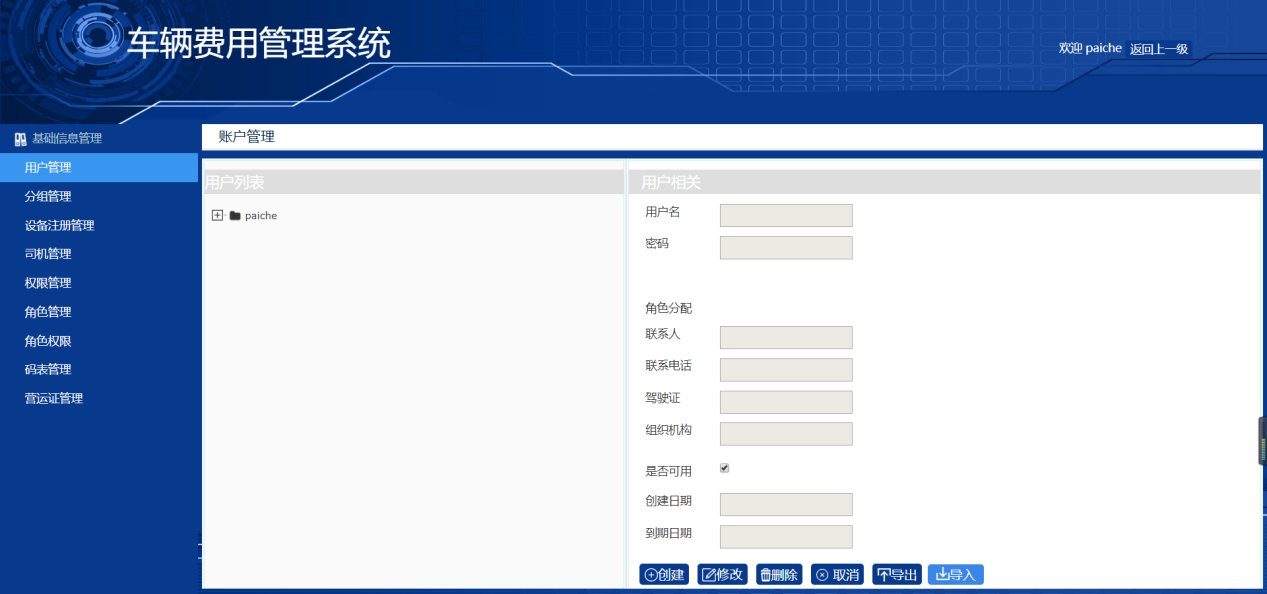 车辆费用管理系统
欢迎 paiche 返回上一级
基础信息管理
用户管理
分组管理
设备注册管理
司机管理
权限管理
角色管理
角色权限
码表管理
营运证管理
账户管理
用户列表
paiche
用户相关
用户名
密码
角色分配
联系人
联系电话
驾驶证
组织机构
是否可用
创建日期
到期日期
创建 修改 删除 取消 导出 导入